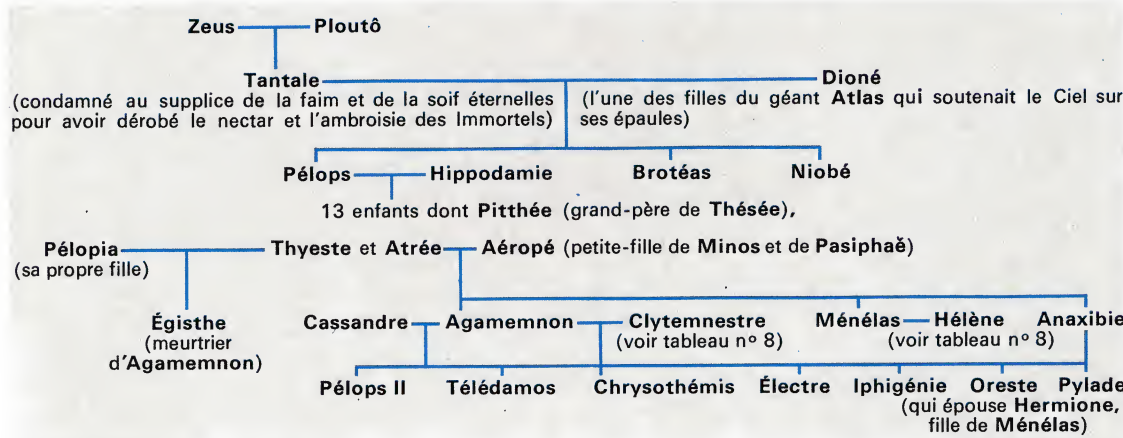 Zeus Ploutô
Tantale Dioné
(condamné au supplice de la faim et de la soif éternelles
pour avoir dérobé le nectar et l'ambroisie des Immortels)
(l'une des filles du géant Atlas qui soutenait le Ciel sur
ses épaules)
Pélops Hippodamie Brotéas Niobé
13 enfants dont Pitthée (grand-père de Thésée),
Pélopia Thyeste et Atrée Aéropé (petite-fille de Minos et de Pasiphaë)
(sa propre fille)
Égisthe Cassandre Agamemnon Clytemnestre Ménélas Hélène Anaxibie
(meurtrier
d'Agamemnon)
(voir tableau nº 8) (voir tableau nº 8)
Pélops II Télédamos Chrysothémis Électre Iphigénie Oreste Pylade
(qui épouse Hermione,
fille de Ménélas)